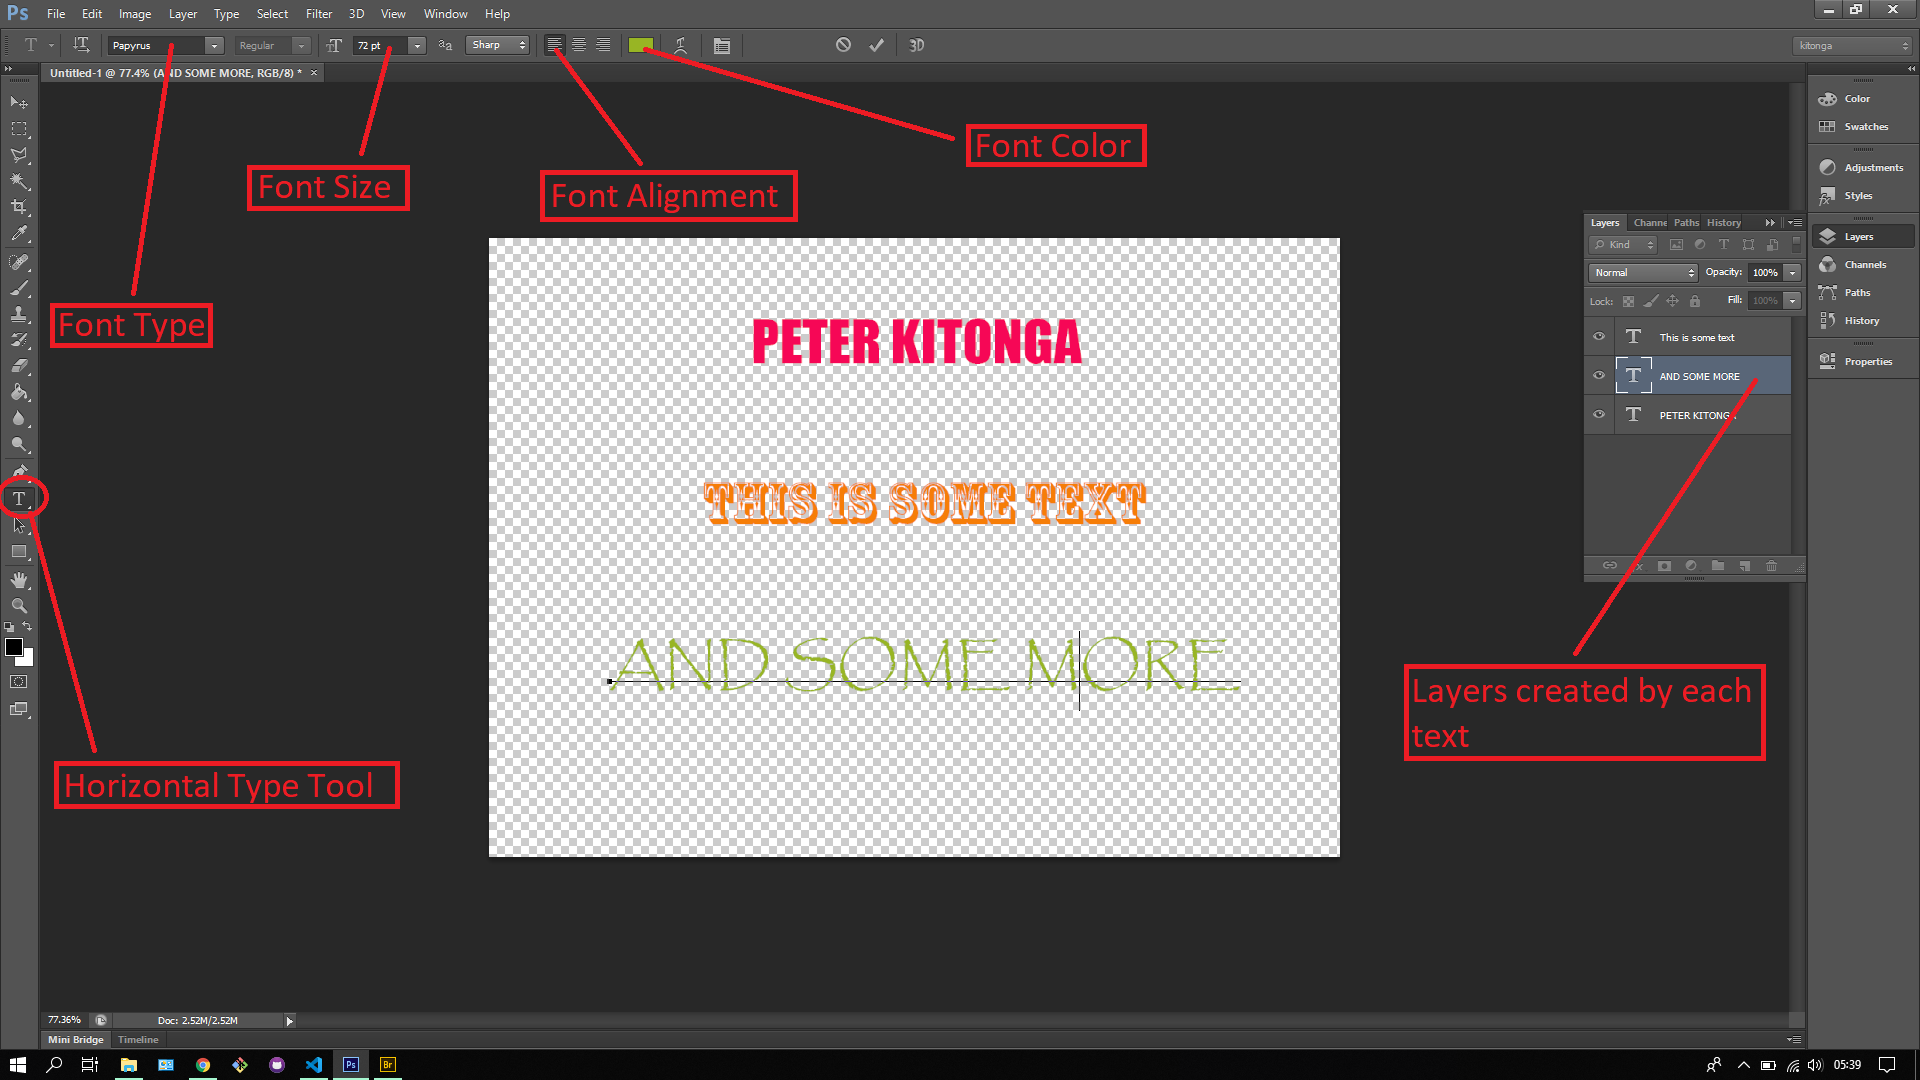 Ps File Edit Image Layer Type Select Filter 3D View Window Help
T Papyrus Regular 72 pt Sharp 3D kitonga
Untitled-1 @ 77.4% (AND SOME MORE, RGB/8) * ×
Color
Swatches
Adjustments
Styles
Layers
Channels
Paths
History
Properties
Font Color
Font Size
Font Alignment
Font Type
Layers Channe Paths History
Kind
Normal Opacity: 100%
Lock: Fill: 100%
This is some text
AND SOME MORE
PETER KITONGA
PETER KITONGA
THIS IS SOME TEXT
AND SOME MORE
Layers created by each
text
Horizontal Type Tool
77.36% Doc: 2.52M/2.52M
Mini Bridge Timeline
Ps Br 05:39